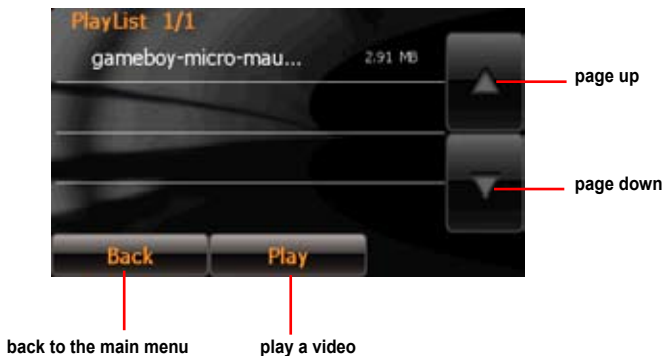 PlayList 1/1
gameboy-micro-mau... 2.91 MB
page up
page down
Back Play
back to the main menu play a video